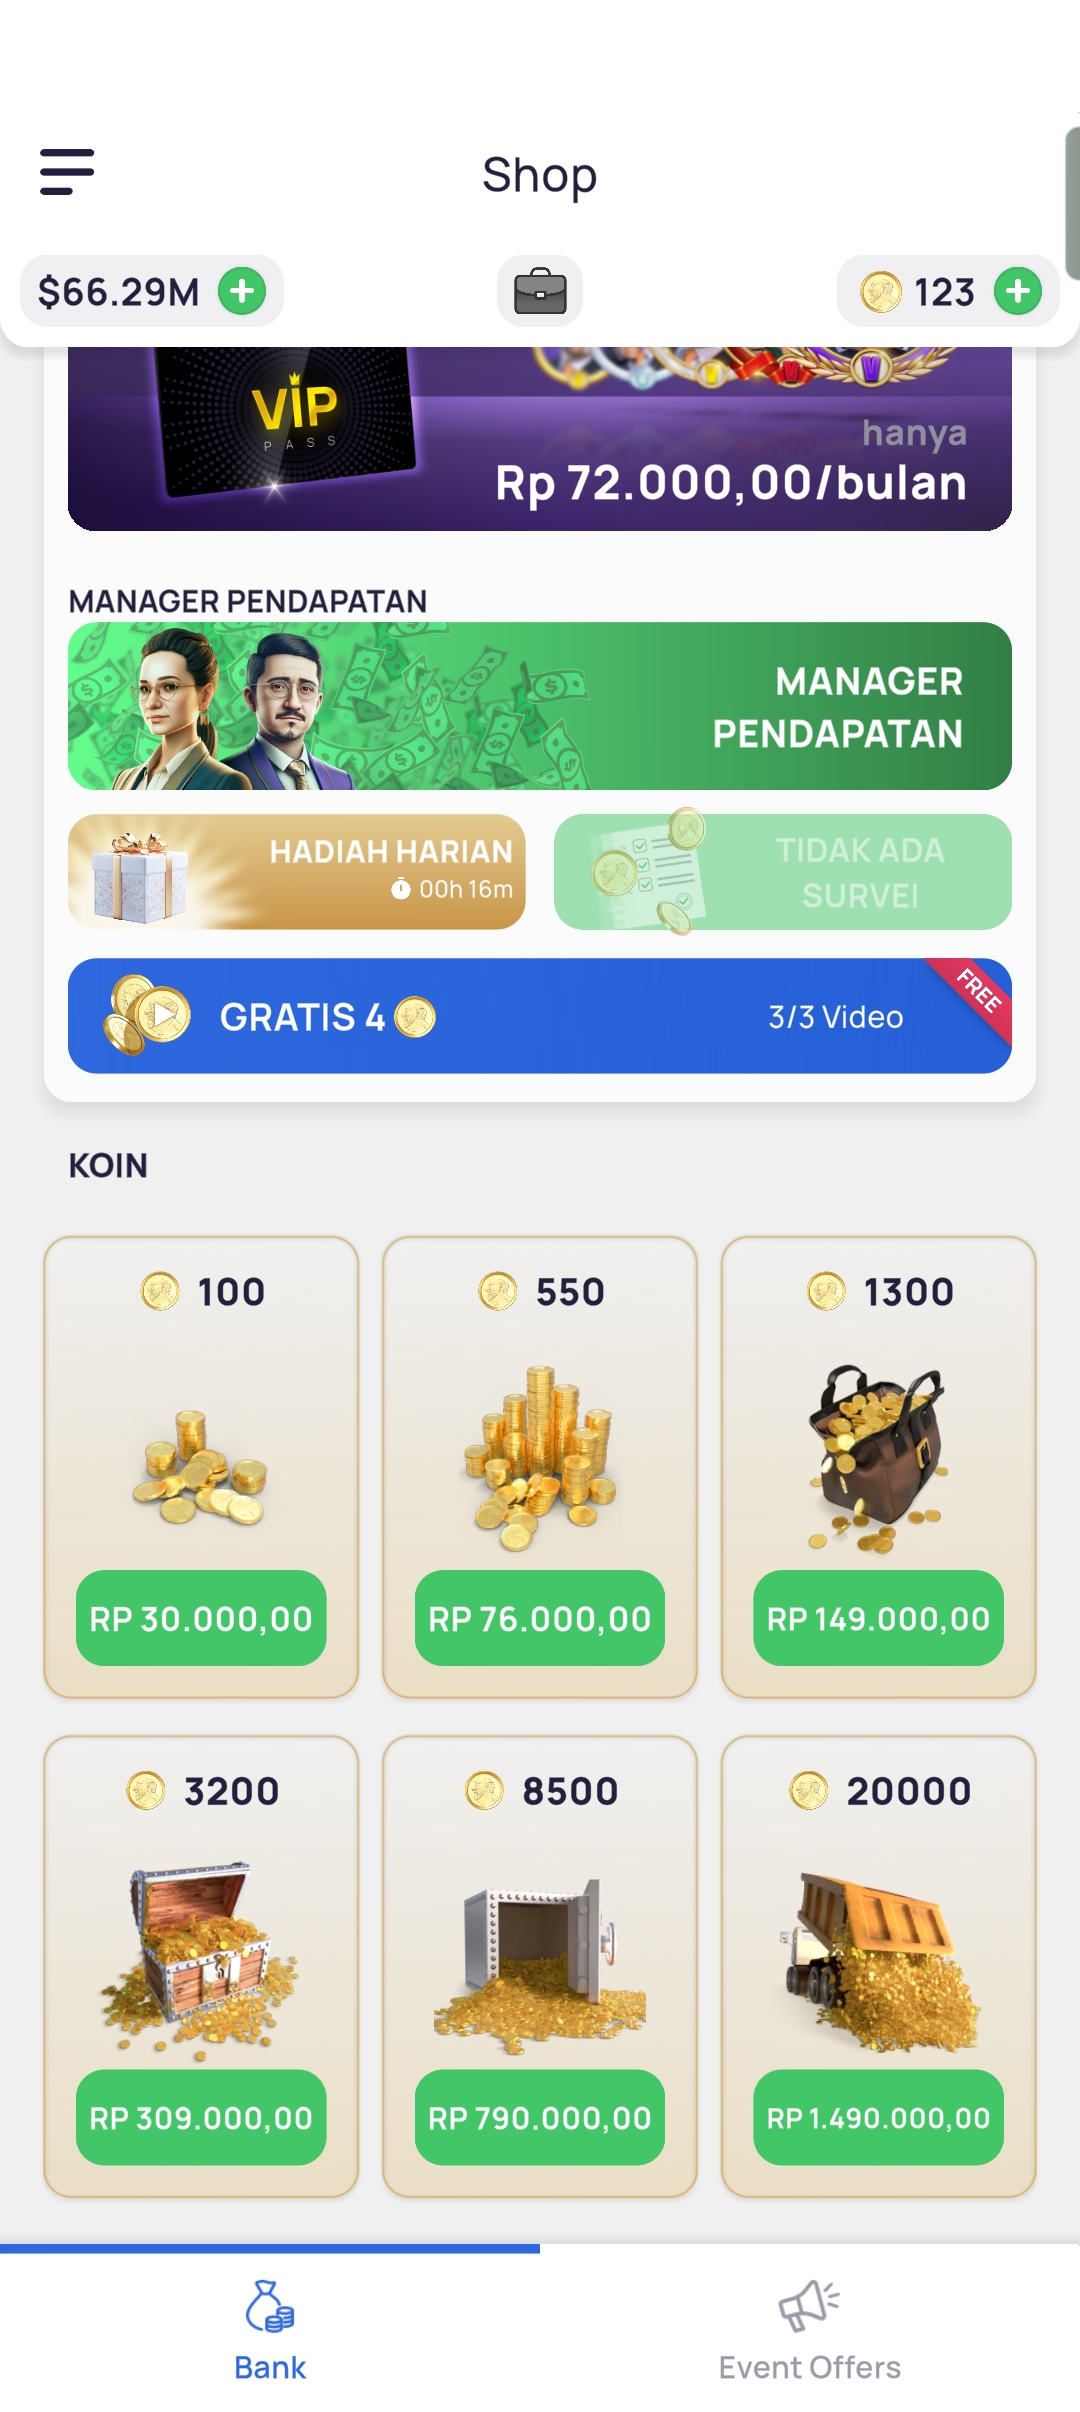 Shop
$66.29M
123
VIP
PASS
hanya
Rp 72.000,00/bulan
MANAGER PENDAPATAN
MANAGER
PENDAPATAN
HADIAH HARIAN
00h 16m
TIDAK ADA
SURVEI
GRATIS 4
3/3 Video
FREE
KOIN
100
550
1300
RP 30.000,00
RP 76.000,00
RP 149.000,00
3200
8500
20000
RP 309.000,00
RP 790.000,00
RP 1.490.000,00
Bank
Event Offers